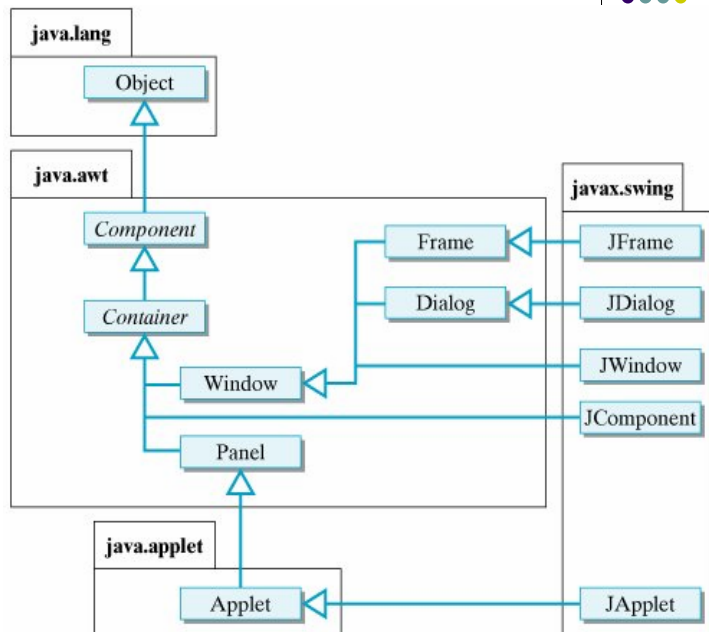 java.lang
Object
java.awt
javax.swing
Component
Frame
JFrame
Container
Dialog
JDialog
Window
JWindow
JComponent
Panel
java.applet
Applet
JApplet